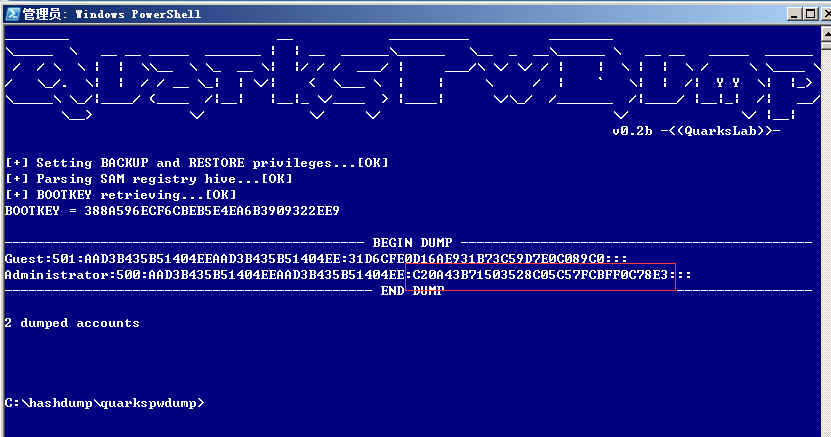 管理员: Windows PowerShell
v0.2b -<(QuarksLab)>-
[+] Setting BACKUP and RESTORE privileges...[OK]
[+] Parsing SAM registry hive...[OK]
[+] BOOTKEY retrieving...[OK]
BOOTKEY = 388A596ECF6CBEB5E4EA6B3909322EE9
---------------------------------------------- BEGIN DUMP --------------------------------------------
Guest:501:AAD3B435B51404EEAAD3B435B51404EE:31D6CFE0D16AE931B73C59D7E0C089C0:::
Administrator:500:AAD3B435B51404EEAAD3B435B51404EE:C20A43B71503528C05C57FCBFF0C78E3:::
----------------------------------------------- END DUMP ---------------------------------------------
2 dumped accounts
C:\hashdump\quarkspwdump>